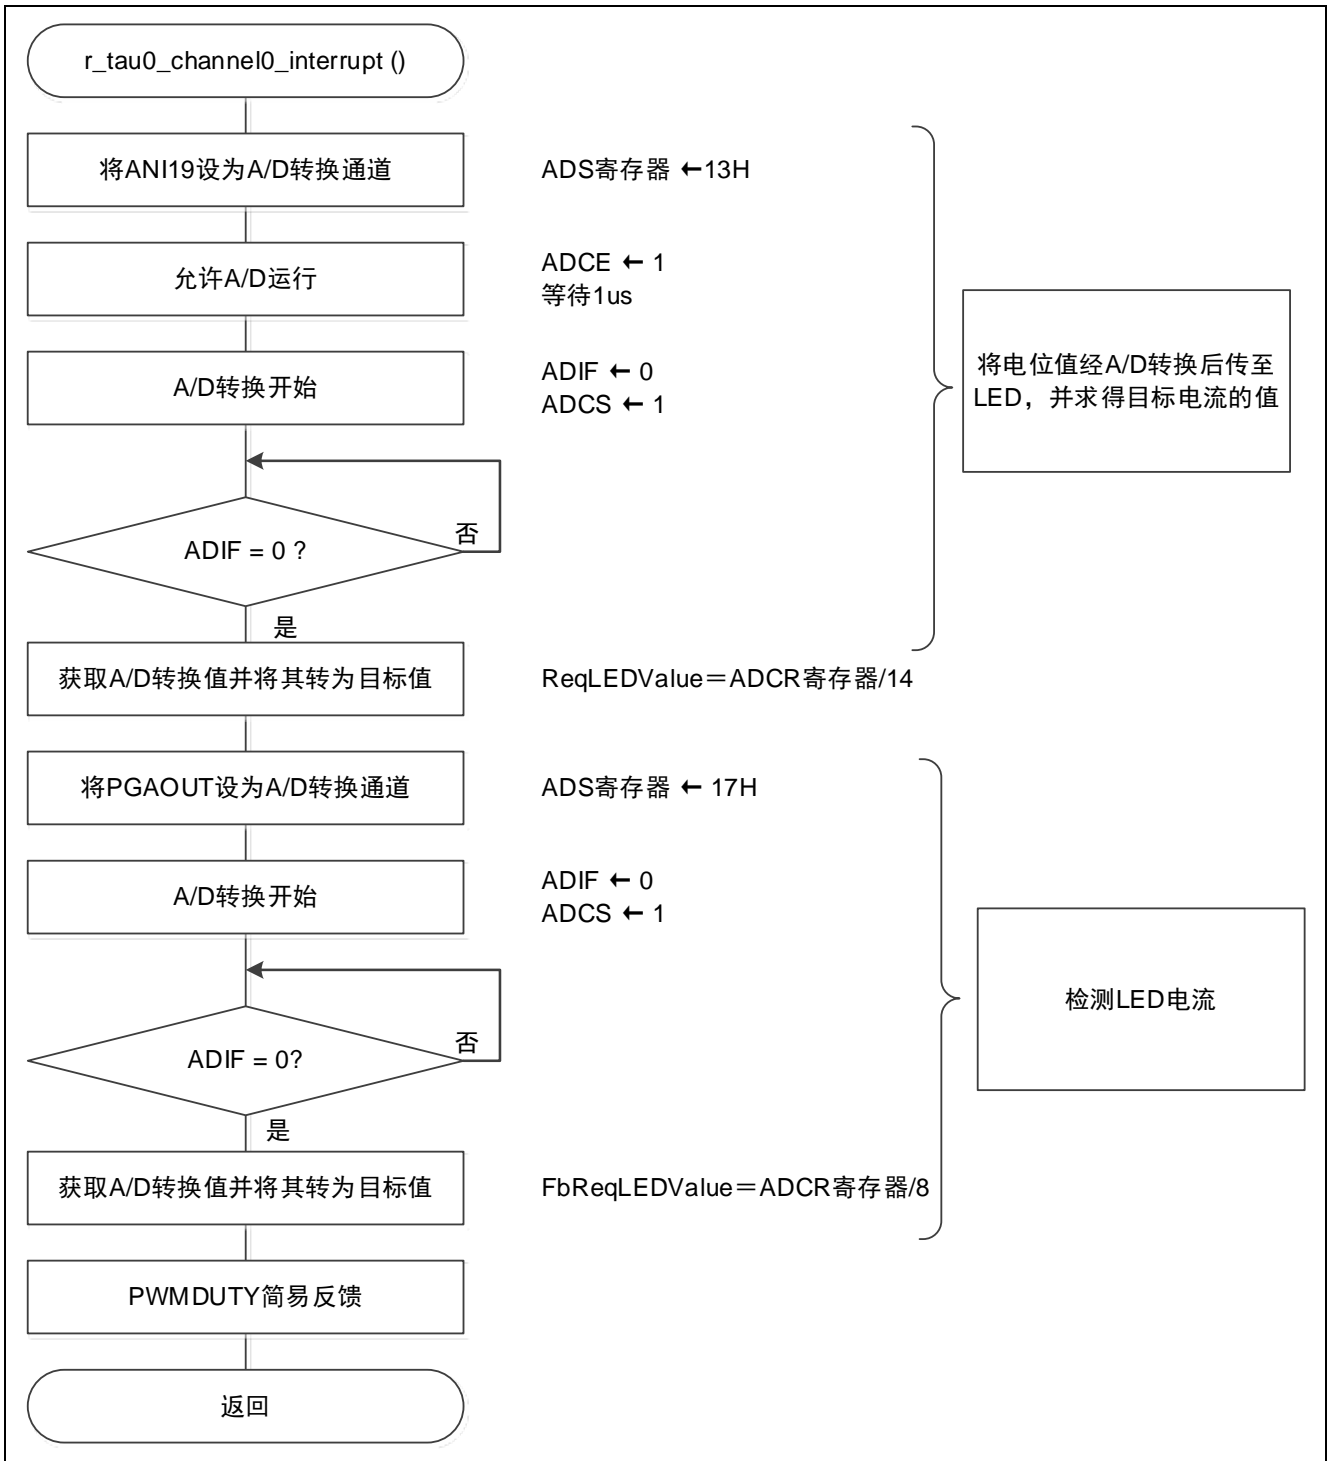 r_tau0_channel0_interrupt ()
将ANI19设为A/D转换通道
ADS寄存器 ←13H
允许A/D运行
ADCE ← 1
等待1us
A/D转换开始
ADIF ← 0
ADCS ← 1
将电位值经A/D转换后传至
LED，并求得目标电流的值
ADIF = 0 ?
否
是
获取A/D转换值并将其转为目标值
ReqLEDValue＝ADCR寄存器/14
将PGAOUT设为A/D转换通道
ADS寄存器 ← 17H
A/D转换开始
ADIF ← 0
ADCS ← 1
检测LED电流
ADIF = 0?
否
是
获取A/D转换值并将其转为目标值
FbReqLEDValue＝ADCR寄存器/8
PWMDUTY简易反馈
返回